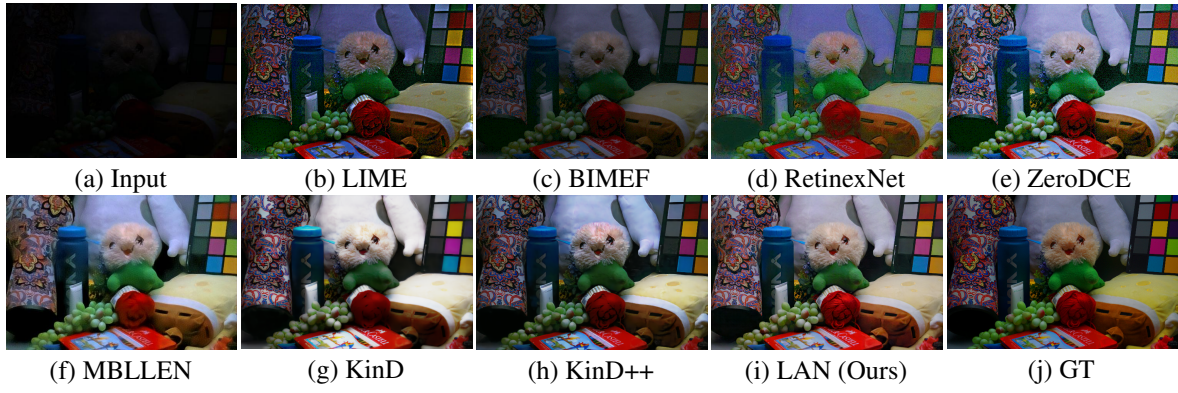 (a) Input (b) LIME (c) BIMEF (d) RetinexNet (e) ZeroDCE
(f) MBLLEN (g) KinD (h) KinD++ (i) LAN (Ours) (j) GT